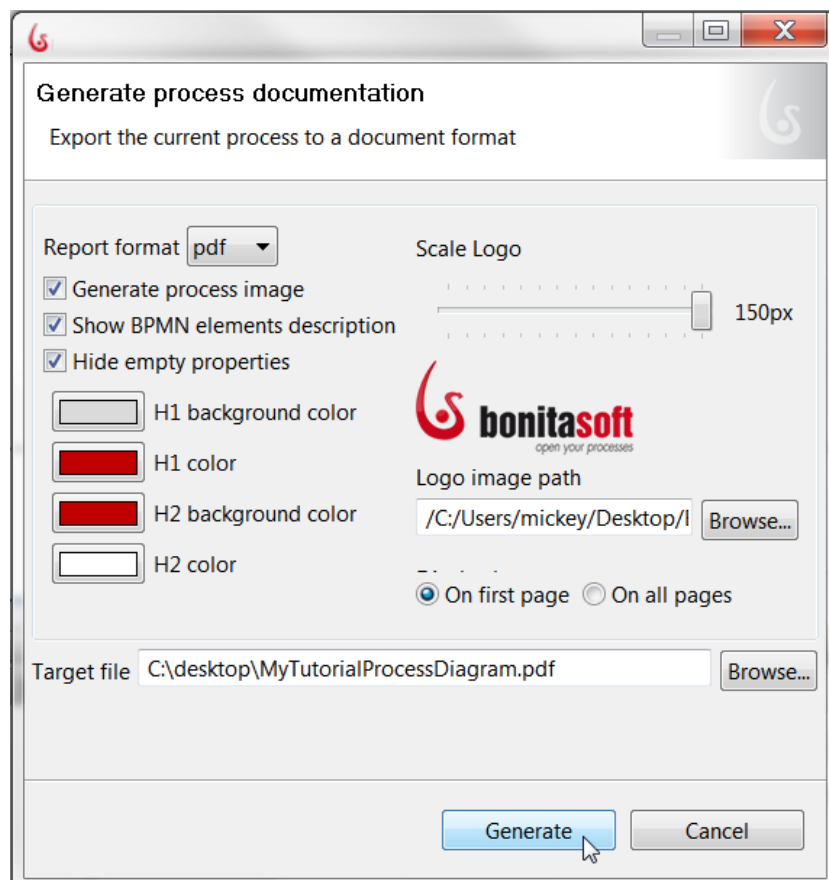 Generate process documentation
Export the current process to a document format
Report format pdf
Generate process image
Show BPMN elements description
Hide empty properties
H1 background color
H1 color
H2 background color
H2 color
Scale Logo
150px
bonitasoft
open your processes
Logo image path
/C:/Users/mickey/Desktop/ Browse...
On first page On all pages
Target file C:\desktop\MyTutorialProcessDiagram.pdf Browse...
Generate Cancel